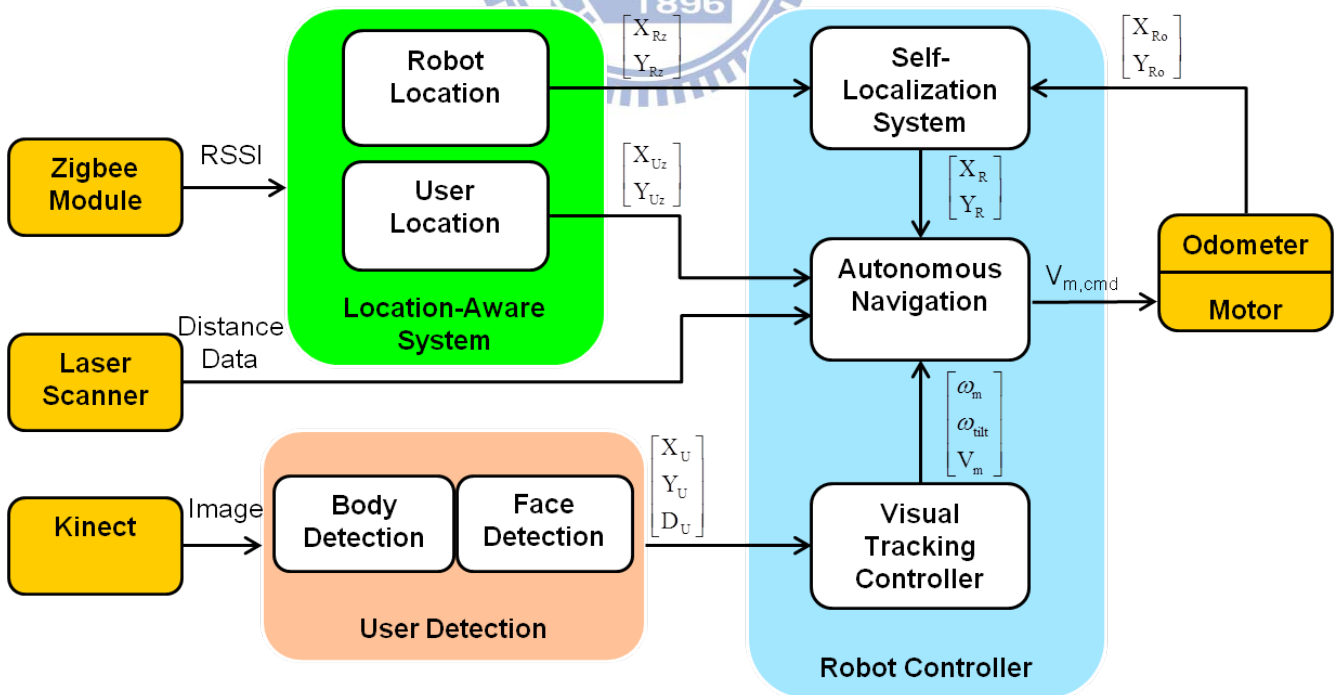 1896
Robot
Location
[X_Rz
Y_Rz]
Self-
Localization
System
[X_Ro
Y_Ro]
Zigbee
Module
RSSI
User
Location
[X_Uz
Y_Uz]
[X_R
Y_R]
Location-Aware
System
Autonomous
Navigation
V_m,cmd
Odometer
Motor
Laser
Scanner
Distance
Data
[ω_m
ω_tilt
V_m]
Kinect
Image
Body
Detection
Face
Detection
User Detection
[X_U
Y_U
D_U]
Visual
Tracking
Controller
Robot Controller